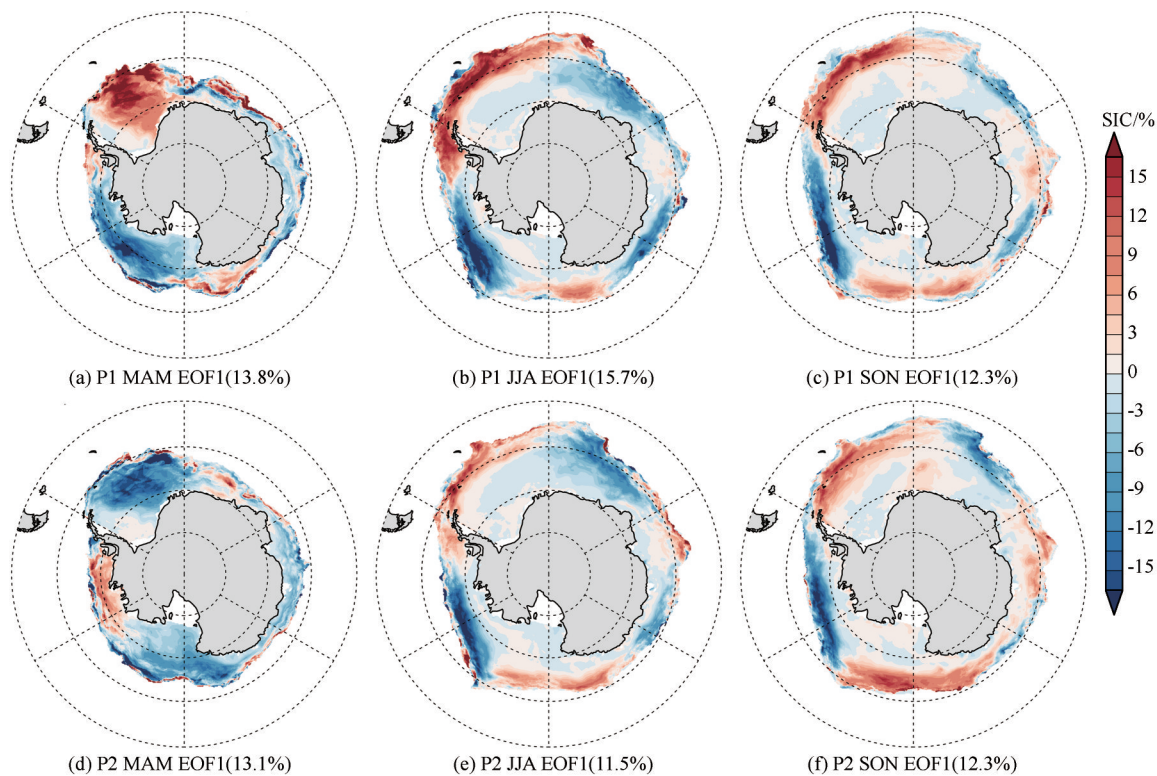 SIC/%
15
12
9
6
3
0
-3
-6
-9
-12
-15
(a) P1 MAM EOF1(13.8%)
(b) P1 JJA EOF1(15.7%)
(c) P1 SON EOF1(12.3%)
(d) P2 MAM EOF1(13.1%)
(e) P2 JJA EOF1(11.5%)
(f) P2 SON EOF1(12.3%)